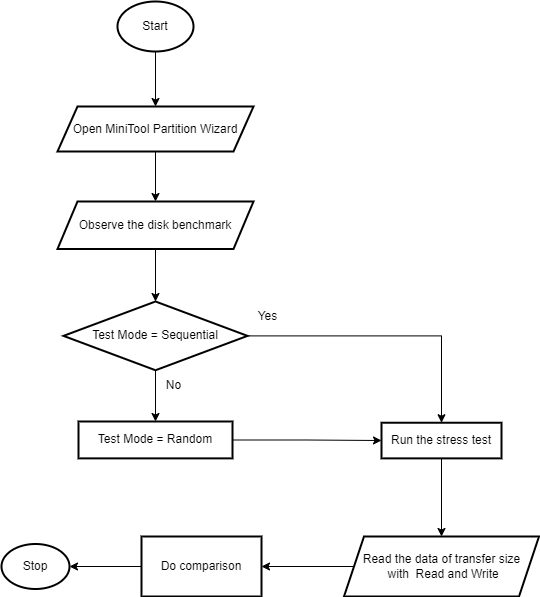 Start
Open MiniTool Partition Wizard
Observe the disk benchmark
Test Mode = Sequential
Yes
No
Test Mode = Random
Run the stress test
Read the data of transfer size
with Read and Write
Do comparison
Stop